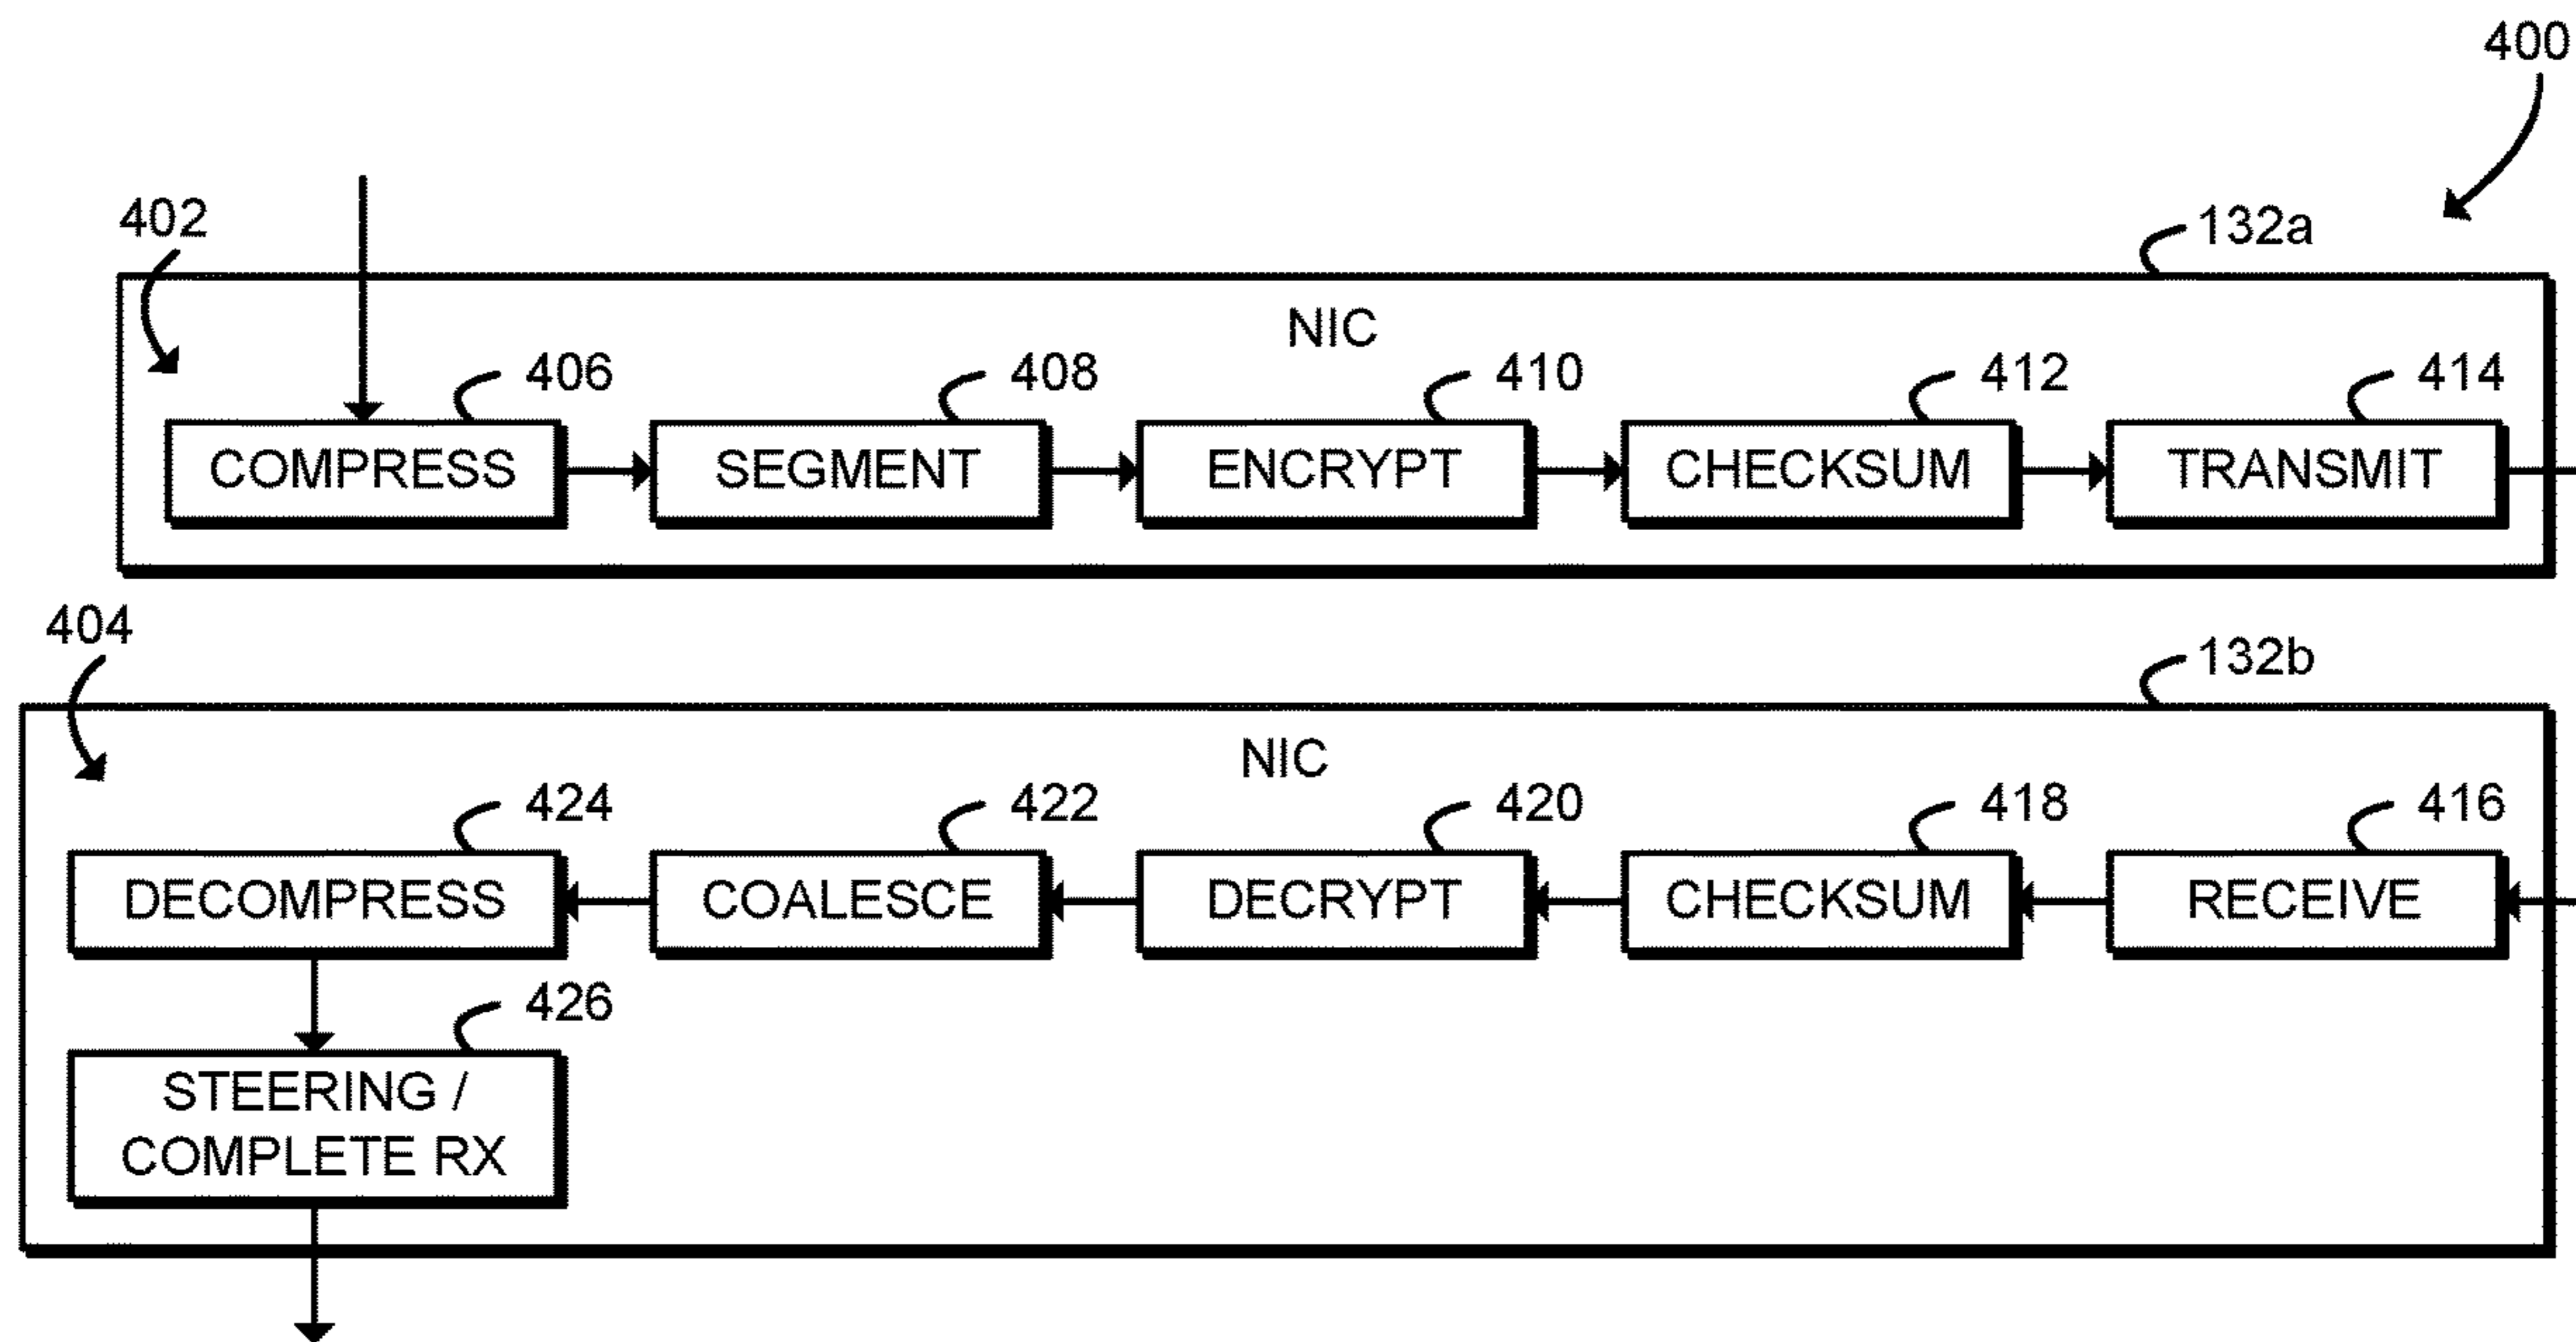 400
402
132a
NIC
406
408
410
412
414
COMPRESS
SEGMENT
ENCRYPT
CHECKSUM
TRANSMIT
404
132b
NIC
424
422
420
418
416
DECOMPRESS
COALESCE
DECRYPT
CHECKSUM
RECEIVE
426
STEERING /
COMPLETE RX